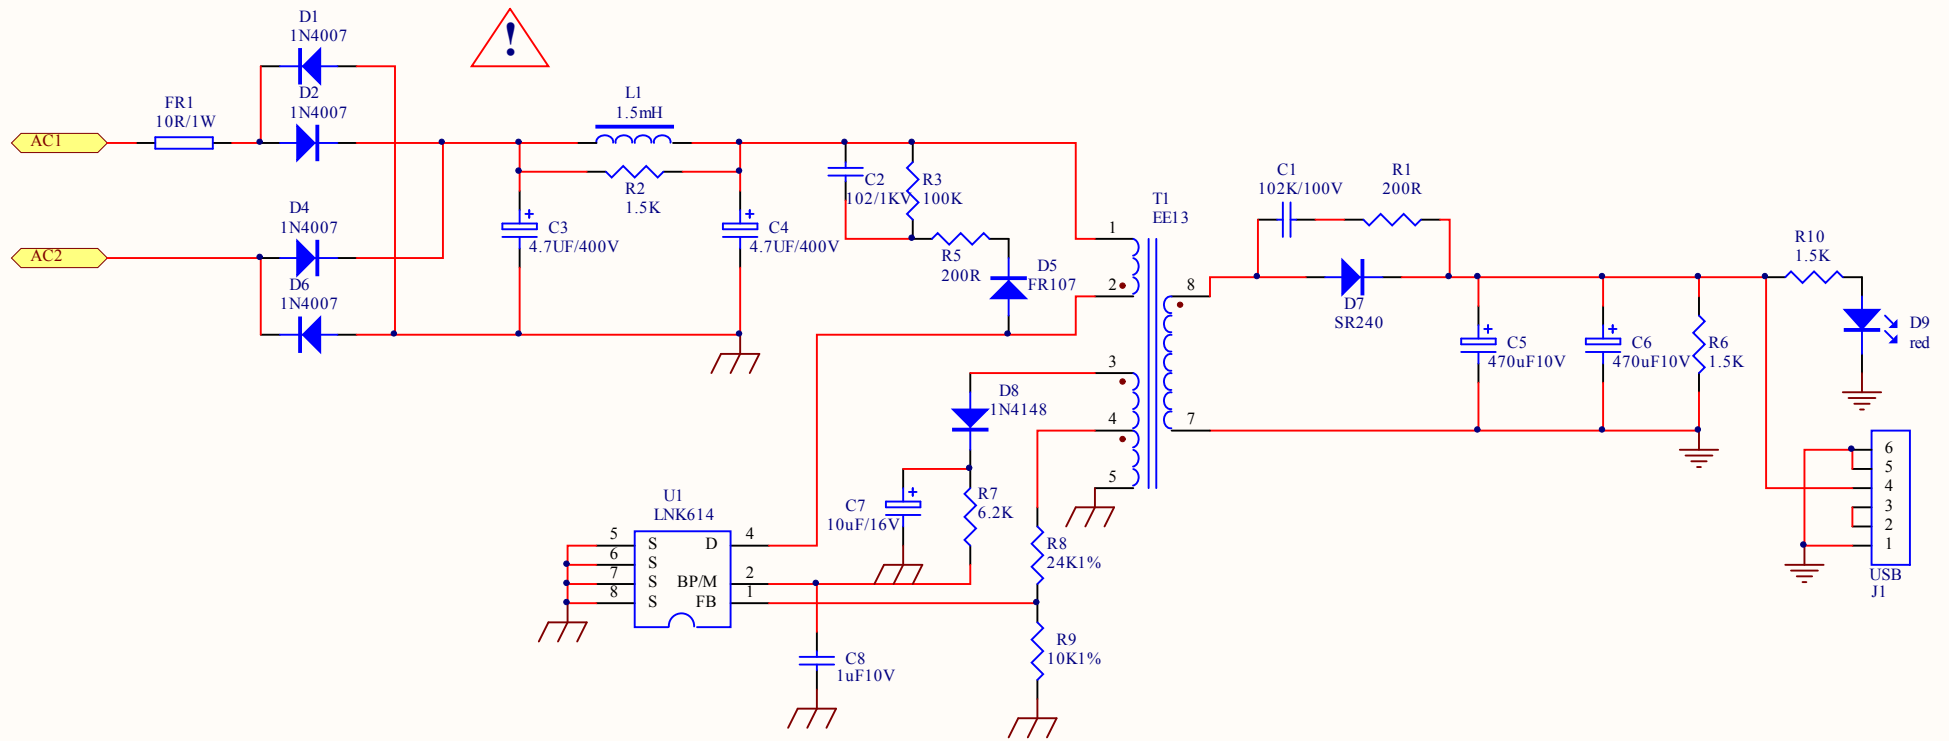 D1
1N4007
!
D2
1N4007
FR1
10R/1W
AC1
L1
1.5mH
R2
1.5K
C2
102/1KV
R3
100K
D4
1N4007
AC2
D6
1N4007
C3
4.7UF/400V
C4
4.7UF/400V
R5
200R
D5
FR107
T1
EE13
1
2
8
3
4
7
5
C1
102K/100V
R1
200R
D7
SR240
R10
1.5K
C5
470uF10V
C6
470uF10V
R6
1.5K
D9
red
D8
1N4148
C7
10uF/16V
R7
6.2K
U1
LNK614
5 S D 4
6 S
7 S BP/M 2
8 S FB 1
R8
24K1%
C8
1uF10V
R9
10K1%
6
5
4
3
2
1
USB
J1